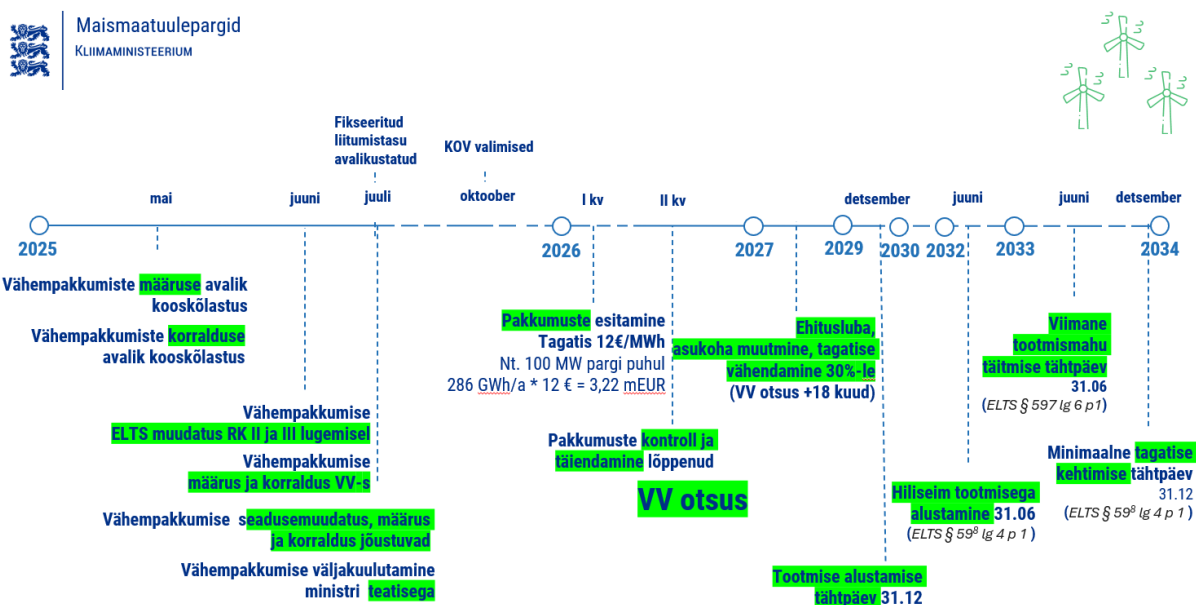 Maismaatuulepargid
KLIIMAMINISTEERIUM
Fikseeritud
liitumistasu
avalikustatud
KOV valimised
mai
juuni
juuli
oktoober
I kv
II kv
detsember
juuni
juuni
detsember
2025
2026
2027
2029
2030
2032
2033
2034
Vähempakkumiste määruse avalik
kooskõlastus
Vähempakkumiste korralduse
avalik kooskõlastus
Vähempakkumise
ELTS muudatus RK II ja III lugemisel
Vähempakkumise
määrus ja korraldus VV-s
Vähempakkumise seadusemuudatus, määrus
ja korraldus jõustuvad
Vähempakkumise väljakuulutamine
ministri teatisega
Pakkumuste esitamine
Tagatis 12€/MWh
Nt. 100 MW pargi puhul
286 GWh/a * 12 € = 3,22 mEUR
Pakkumuste kontroll ja
täiendamine lõppenud
VV otsus
Ehitusluba,
asukoha muutmine, tagatise
vähendamine 30%-le
(VV otsus +18 kuud)
Tootmise alustamise
tähtpäev 31.12
Hiliseim tootmisega
alustamine 31.06
(ELTS § 59⁸ lg 4 p 1 )
Viimane
tootmismahu
täitmise tähtpäev
31.06
(ELTS § 597 lg 6 p1)
Minimaalne tagatise
kehtimise tähtpäev
31.12
(ELTS § 59⁸ lg 4 p 1 )